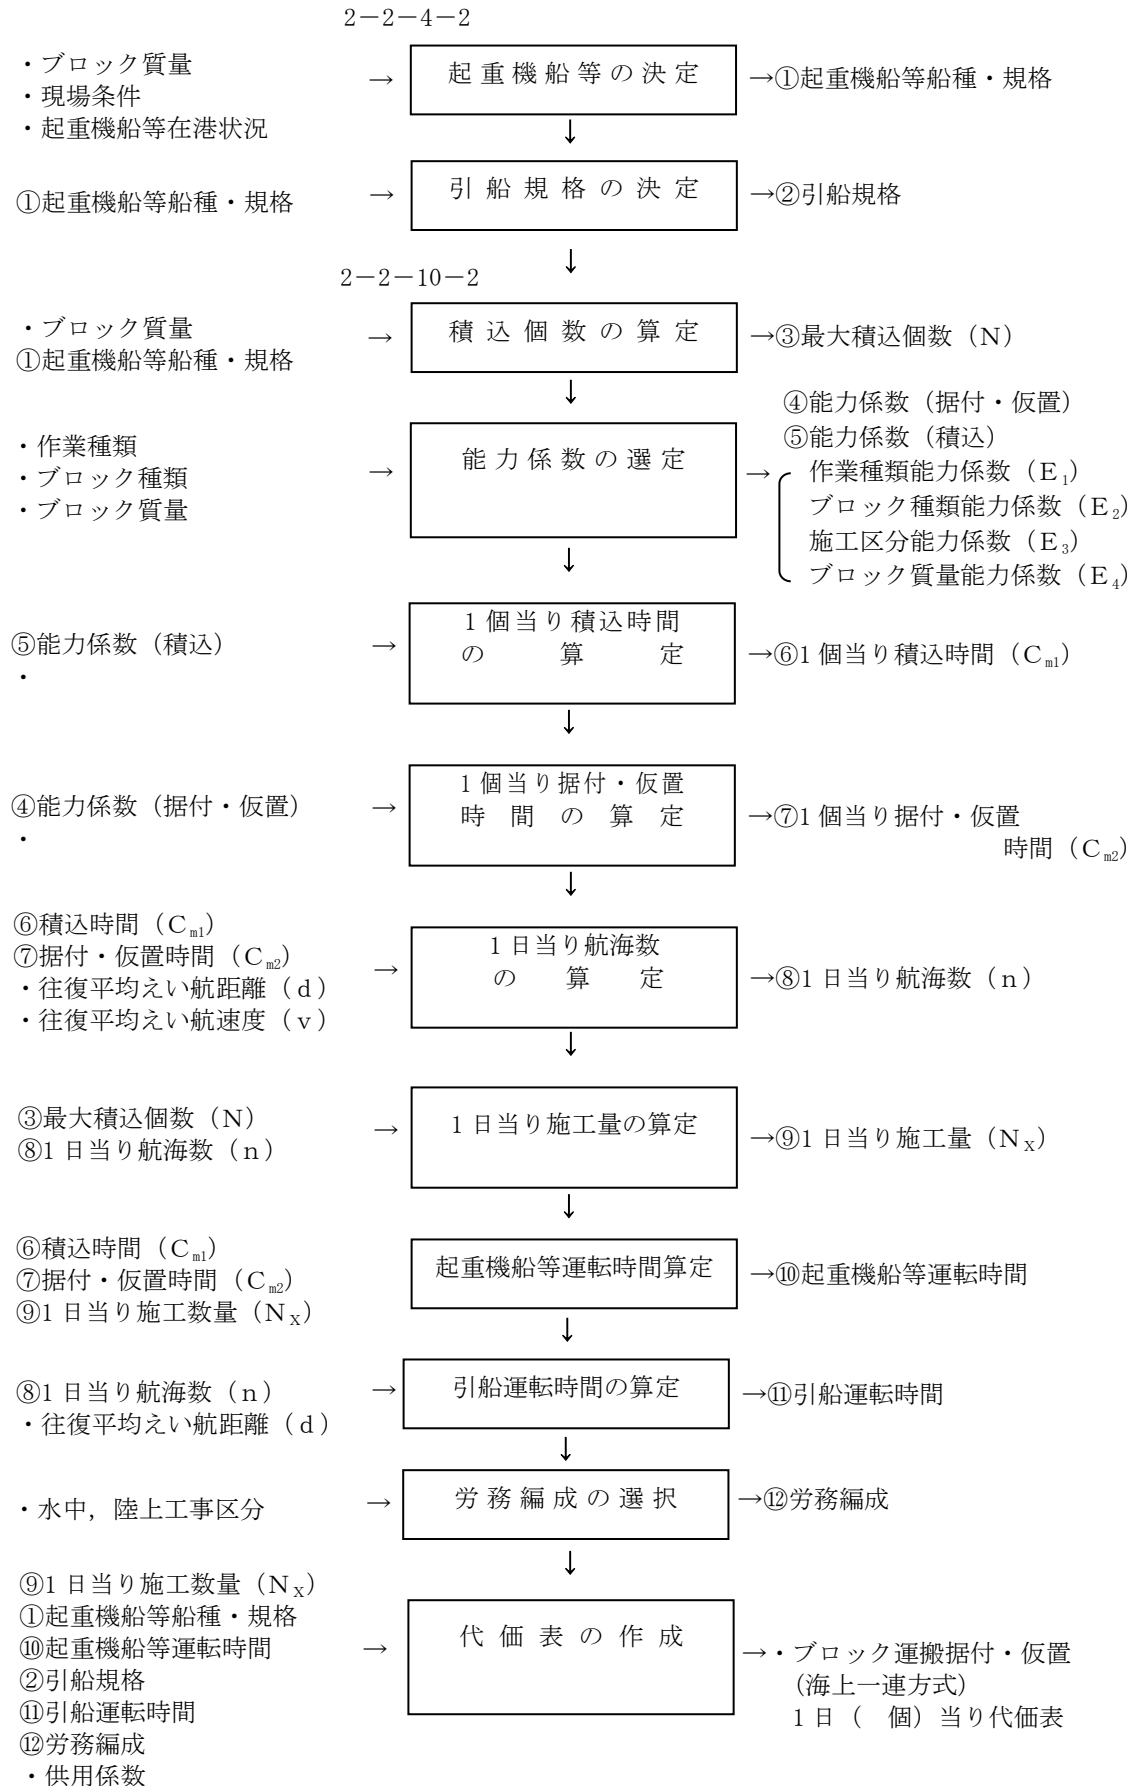 2－2－4－2
・ブロック質量
・現場条件
・起重機船等在港状況
→
起重機船等の決定
→①起重機船等船種・規格
↓
①起重機船等船種・規格
→
引船規格の決定
→②引船規格
↓
2－2－10－2
・ブロック質量
①起重機船等船種・規格
→
積込個数の算定
→③最大積込個数（N）
↓
・作業種類
・ブロック種類
・ブロック質量
→
能力係数の選定
→
④能力係数（据付・仮置）
⑤能力係数（積込）
作業種類能力係数（E₁）
ブロック種類能力係数（E₂）
施工区分能力係数（E₃）
ブロック質量能力係数（E₄）
↓
⑤能力係数（積込）
・
→
1個当り積込時間
の算定
→⑥1個当り積込時間（Cm1）
↓
④能力係数（据付・仮置）
・
→
1個当り据付・仮置
時間の算定
→⑦1個当り据付・仮置
時間（Cm2）
↓
⑥積込時間（Cm1）
⑦据付・仮置時間（Cm2）
・往復平均えい航距離（d）
・往復平均えい航速度（v）
→
1日当り航海数
の算定
→⑧1日当り航海数（n）
↓
③最大積込個数（N）
⑧1日当り航海数（n）
→
1日当り施工量の算定
→⑨1日当り施工量（NX）
↓
⑥積込時間（Cm1）
⑦据付・仮置時間（Cm2）
⑨1日当り施工数量（NX）
起重機船等運転時間算定
→⑩起重機船等運転時間
↓
⑧1日当り航海数（n）
・往復平均えい航距離（d）
→
引船運転時間の算定
→⑪引船運転時間
↓
・水中，陸上工事区分
→
労務編成の選択
→⑫労務編成
↓
⑨1日当り施工数量（NX）
①起重機船等船種・規格
⑩起重機船等運転時間
②引船規格
⑪引船運転時間
⑫労務編成
・供用係数
→
代価表の作成
→・ブロック運搬据付・仮置
（海上一連方式）
1日（　個）当り代価表